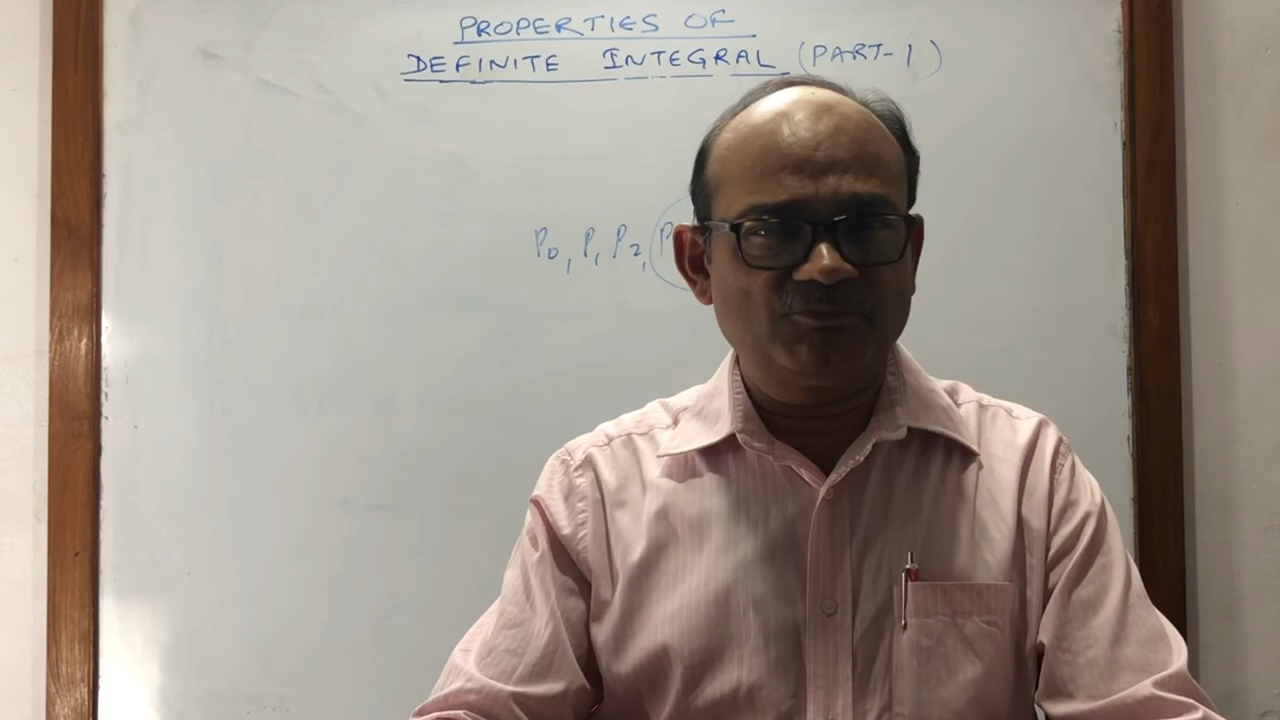 PROPERTIES OF
DEFINITE INTEGRAL (PART-1)
P0, P1 P2, (P